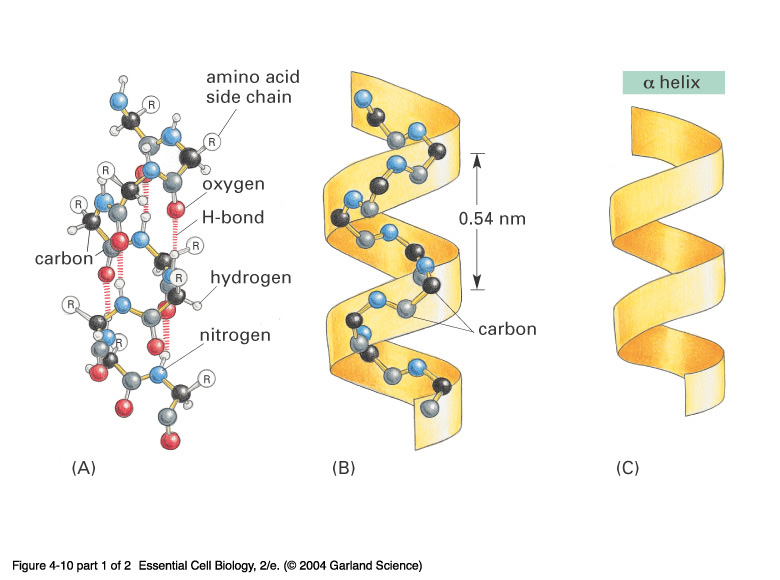 amino acid
side chain
R
R
R
R
R
R
R
R
R
oxygen
H-bond
carbon
hydrogen
nitrogen
0.54 nm
carbon
α helix
(A)
(B)
(C)
Figure 4-10 part 1 of 2 Essential Cell Biology, 2/e. (© 2004 Garland Science)